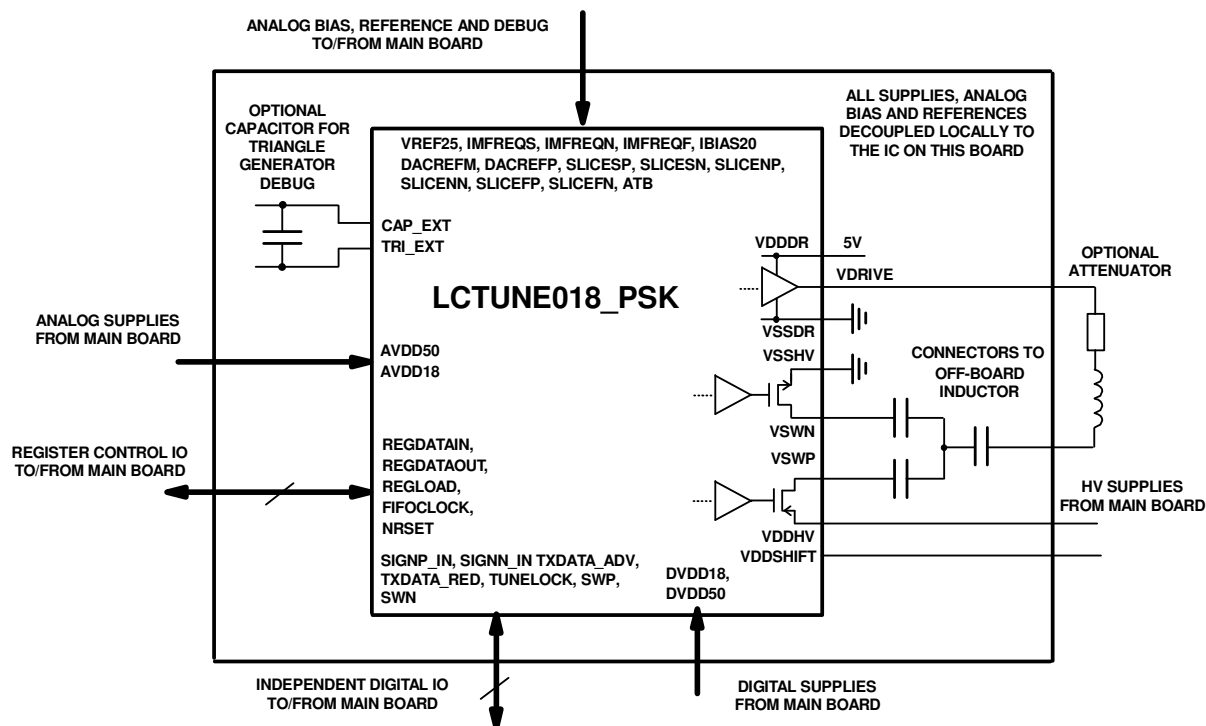 ANALOG BIAS, REFERENCE AND DEBUG
TO/FROM MAIN BOARD
OPTIONAL
CAPACITOR FOR
TRIANGLE
GENERATOR
DEBUG
ALL SUPPLIES, ANALOG
BIAS AND REFERENCES
DECOUPLED LOCALLY TO
THE IC ON THIS BOARD
VREF25, IMFREQS, IMFREQN, IMFREQF, IBIAS20
DACREFM, DACREFP, SLICESP, SLICESN, SLICENP,
SLICENN, SLICEFP, SLICEFN, ATB
CAP_EXT
TRI_EXT
LCTUNE018_PSK
VDDDR
5V
VDRIVE
VSSDR
OPTIONAL
ATTENUATOR
ANALOG SUPPLIES
FROM MAIN BOARD
AVDD50
AVDD18
VSSHV
VSWN
CONNECTORS TO
OFF-BOARD
INDUCTOR
REGISTER CONTROL IO
TO/FROM MAIN BOARD
REGDATAIN,
REGDATAOUT,
REGLOAD,
FIFOCLOCK,
NRSET
VSWP
VDDHV
VDDSHIFT
HV SUPPLIES
FROM MAIN BOARD
SIGNP_IN, SIGNN_IN TXDATA_ADV,
TXDATA_RED, TUNELOCK, SWP,
SWN
DVDD18,
DVDD50
INDEPENDENT DIGITAL IO
TO/FROM MAIN BOARD
DIGITAL SUPPLIES
FROM MAIN BOARD